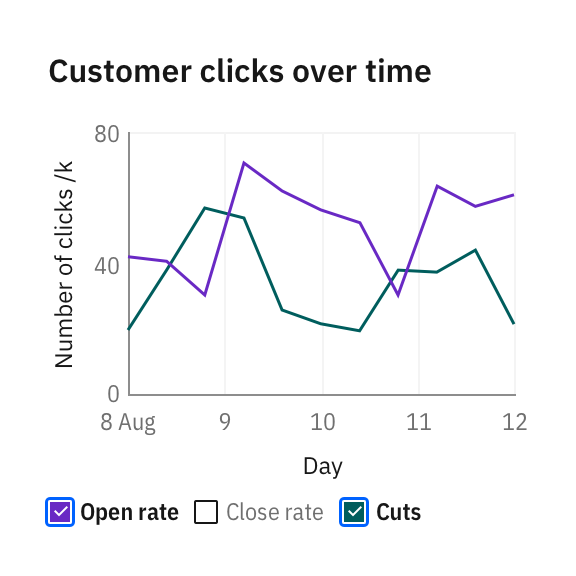 Customer clicks over time
Number of clicks /k
80
40
0
8 Aug 9 10 11 12
Day
Open rate Close rate Cuts